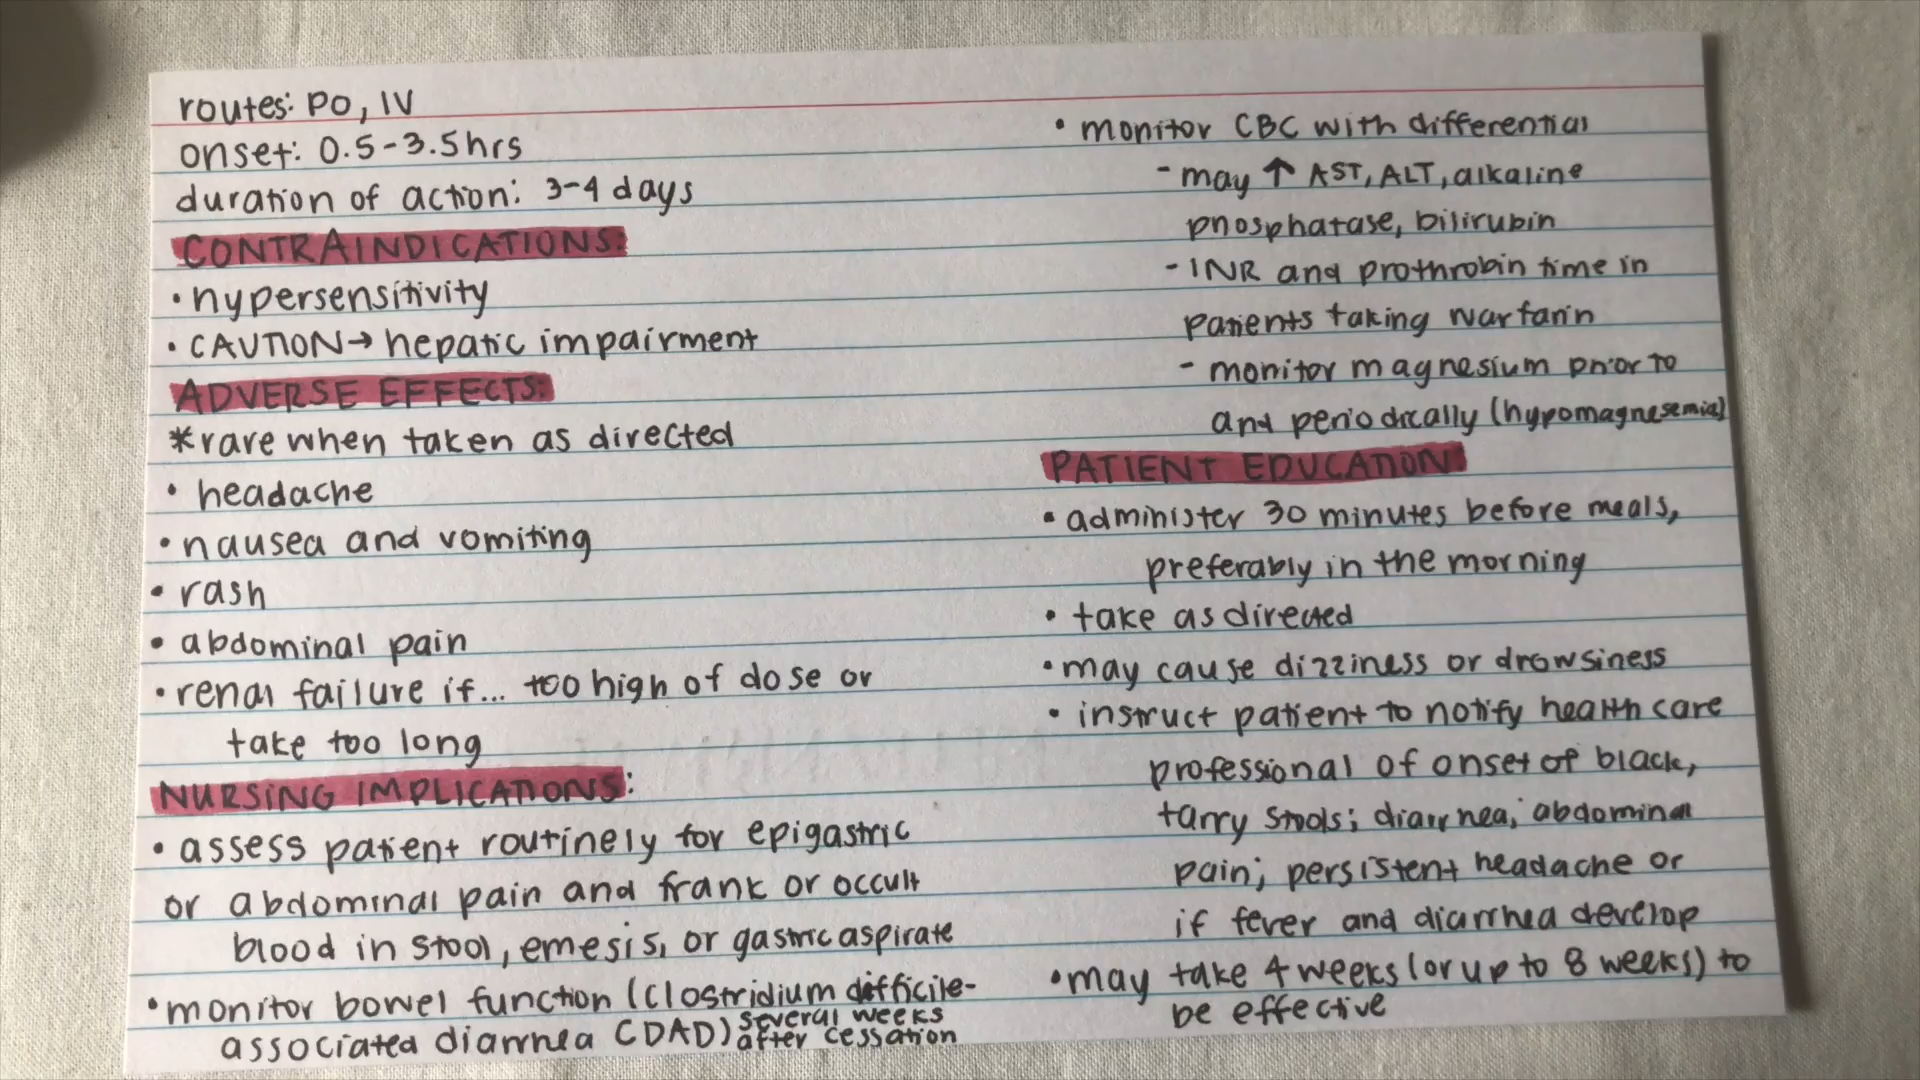 routes: PO, IV
onset: 0.5-3.5hrs
duration of action: 3-4 days
CONTRAINDICATIONS:
• hypersensitivity
• CAUTION → hepatic impairment
ADVERSE EFFECTS:
*rare when taken as directed
• headache
• nausea and vomiting
• rash
• abdominal pain
• renal failure if... too high of dose or
take too long
NURSING IMPLICATIONS:
• assess patient routinely for epigastric
or abdominal pain and frank or occult
blood in stool, emesis, or gastric aspirate
• monitor bowel function (Clostridium difficile-
associated diarrhea CDAD) several weeks
after cessation
• monitor CBC with differential
- may ↑ AST, ALT, alkaline
phosphatase, bilirubin
- INR and prothrobin time in
patients taking warfarin
- monitor magnesium prior to
and periodically (hypomagnesemia)
PATIENT EDUCATION
• administer 30 minutes before meals,
preferably in the morning
• take as directed
• may cause dizziness or drowsiness
• instruct patient to notify health care
professional of onset of black,
tarry stools; diarrhea; abdominal
pain; persistent headache or
if fever and diarrhea develop
• may take 4 weeks (or up to 8 weeks) to
be effective